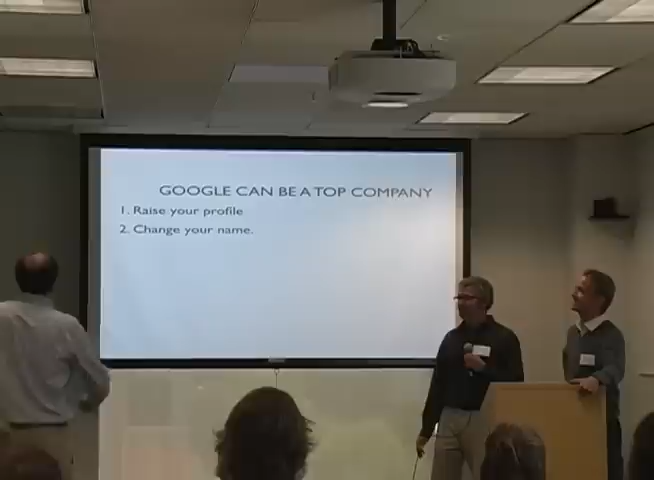 GOOGLE CAN BE A TOP COMPANY
1. Raise your profile
2. Change your name.